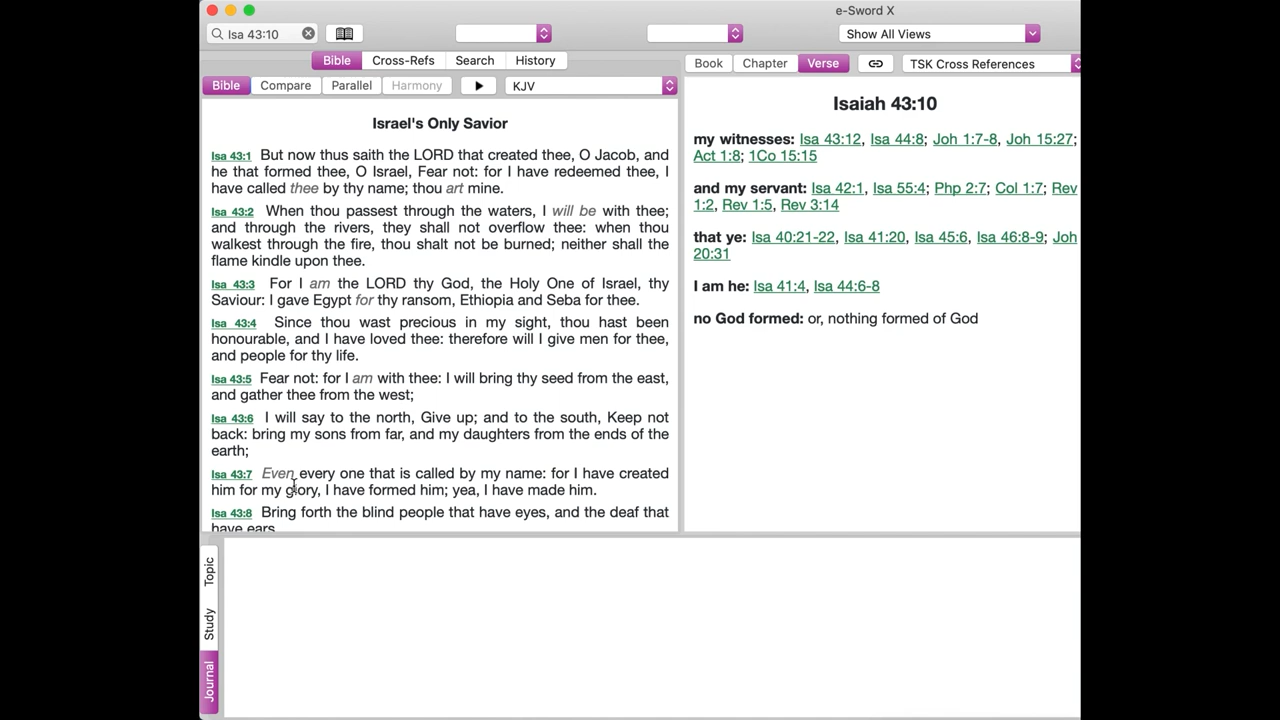 e-Sword X
Isa 43:10
Show All Views
Bible Cross-Refs Search History
Book Chapter Verse TSK Cross References
Bible Compare Parallel Harmony KJV
Israel's Only Savior
Isa 43:1 But now thus saith the LORD that created thee, O Jacob, and
he that formed thee, O Israel, Fear not: for I have redeemed thee, I
have called thee by thy name; thou art mine.
Isa 43:2 When thou passest through the waters, I will be with thee;
and through the rivers, they shall not overflow thee: when thou
walkest through the fire, thou shalt not be burned; neither shall the
flame kindle upon thee.
Isa 43:3 For I am the LORD thy God, the Holy One of Israel, thy
Saviour: I gave Egypt for thy ransom, Ethiopia and Seba for thee.
Isa 43:4 Since thou wast precious in my sight, thou hast been
honourable, and I have loved thee: therefore will I give men for thee,
and people for thy life.
Isa 43:5 Fear not: for I am with thee: I will bring thy seed from the east,
and gather thee from the west;
Isa 43:6 I will say to the north, Give up; and to the south, Keep not
back: bring my sons from far, and my daughters from the ends of the
earth;
Isa 43:7 Even every one that is called by my name: for I have created
him for my glory, I have formed him; yea, I have made him.
Isa 43:8 Bring forth the blind people that have eyes, and the deaf that
have ears.
Isaiah 43:10
my witnesses: Isa 43:12, Isa 44:8; Joh 1:7-8, Joh 15:27;
Act 1:8; 1Co 15:15
and my servant: Isa 42:1, Isa 55:4; Php 2:7; Col 1:7; Rev
1:2, Rev 1:5, Rev 3:14
that ye: Isa 40:21-22, Isa 41:20, Isa 45:6, Isa 46:8-9; Joh
20:31
I am he: Isa 41:4, Isa 44:6-8
no God formed: or, nothing formed of God
Topic
Study
Journal